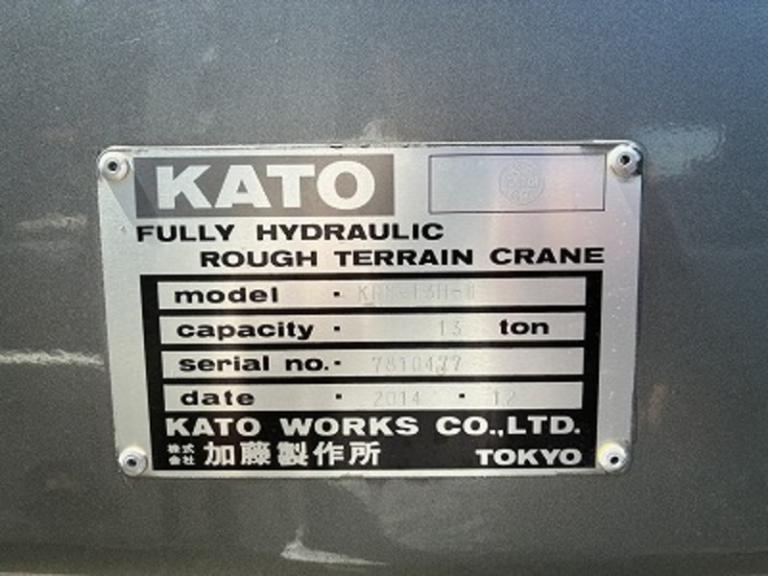 KATO
FULLY HYDRAULIC
ROUGH TERRAIN CRANE
model ·
capacity · 13 ton
serial no. · 7810477
date · 2014 · 12
KATO WORKS CO.,LTD.
株式会社 加藤製作所 TOKYO